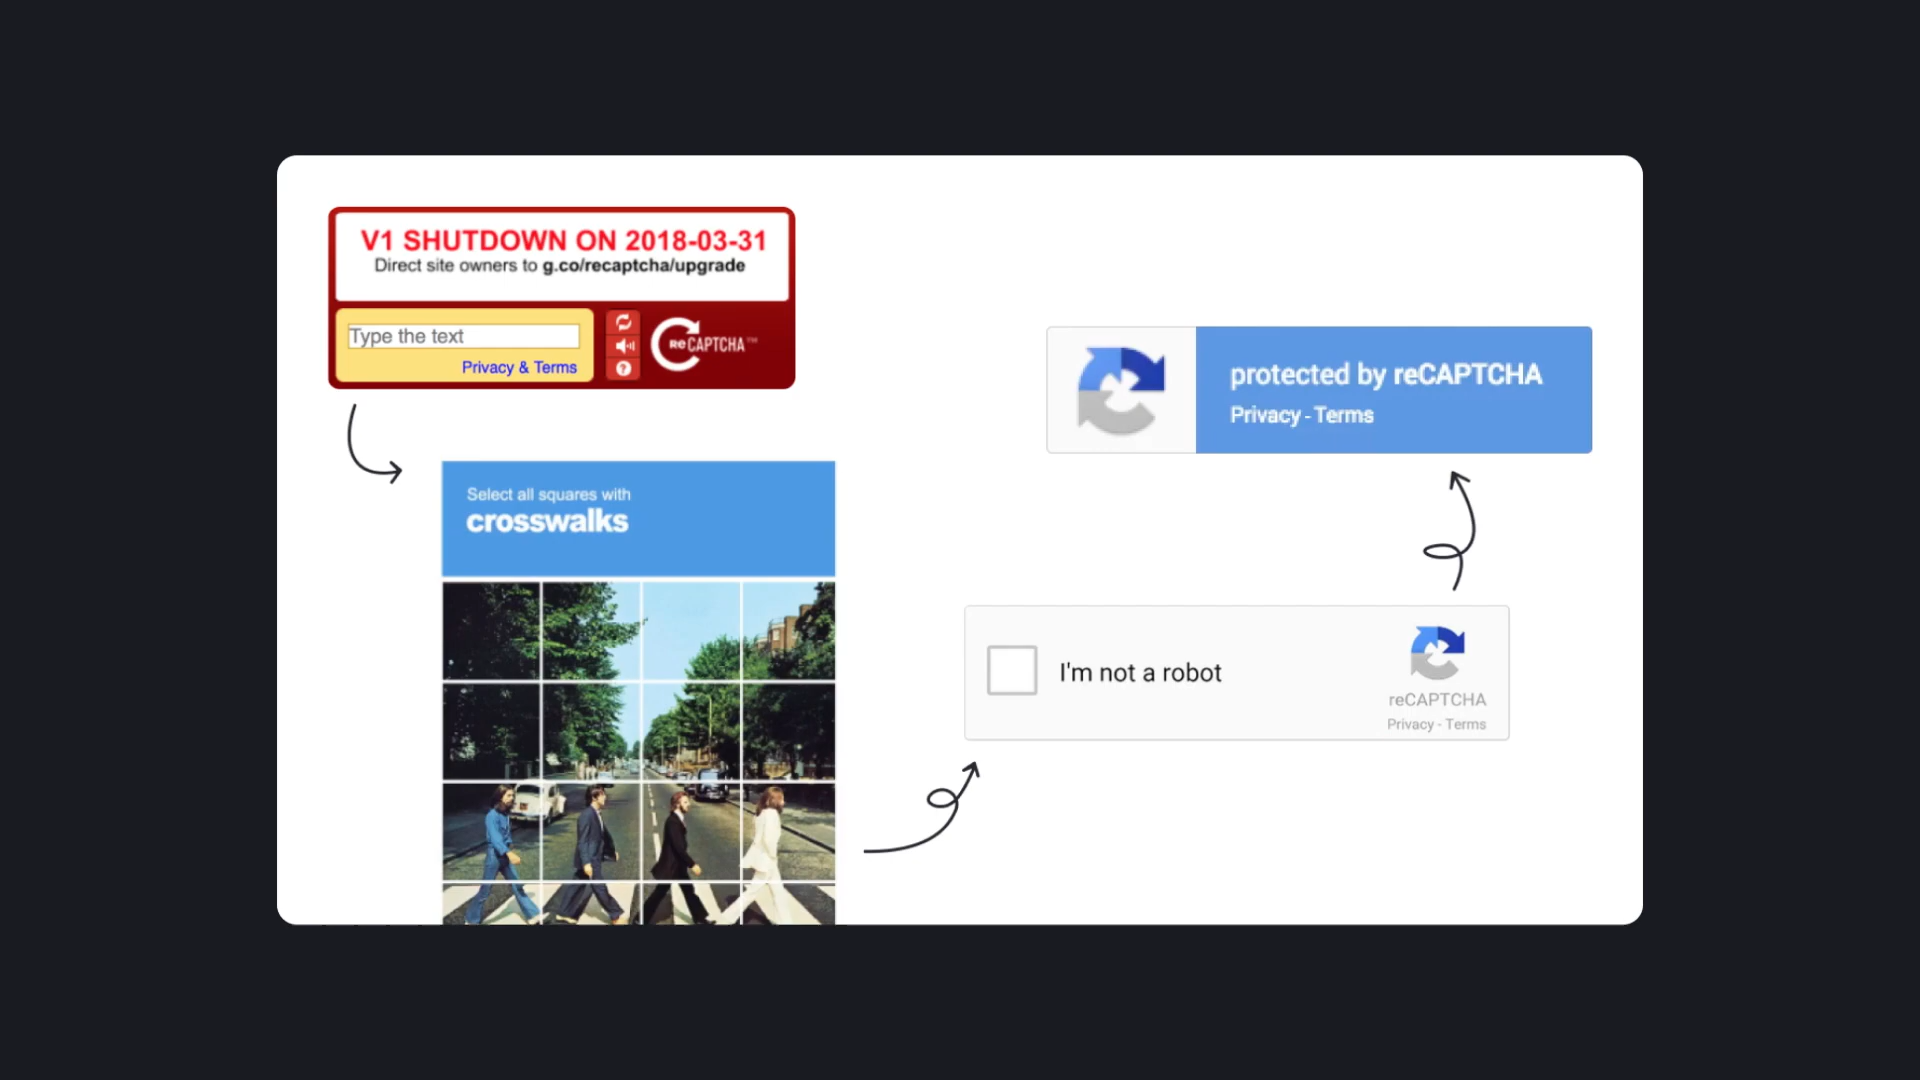 V1 SHUTDOWN ON 2018-03-31
Direct site owners to g.co/recaptcha/upgrade
Type the text
Privacy & Terms
?
ReCAPTCHA™
Select all squares with
crosswalks
I'm not a robot
reCAPTCHA
Privacy - Terms
protected by reCAPTCHA
Privacy - Terms